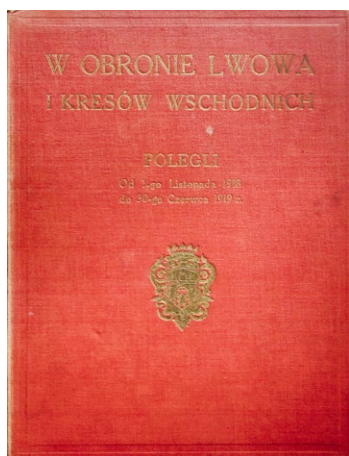 W OBRONIE LWOWA
I KRESÓW WSCHODNICH
POLEGLI
Od 1-go Listopada 1918
do 30-go Czerwca 1919 r.